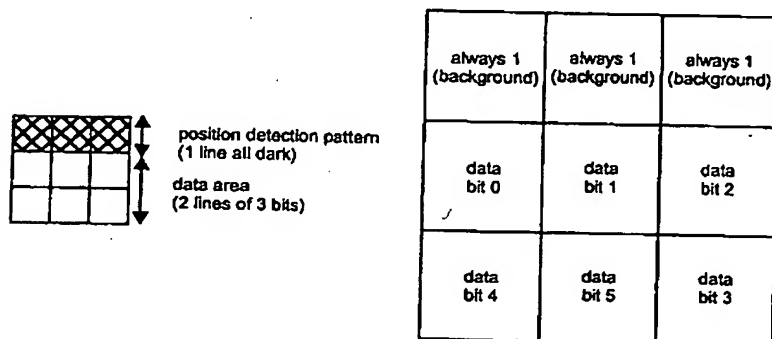 position detection pattern
(1 line all dark)
data area
(2 lines of 3 bits)
always 1
(background)
always 1
(background)
always 1
(background)
data
bit 0
data
bit 1
data
bit 2
data
bit 4
data
bit 5
data
bit 3